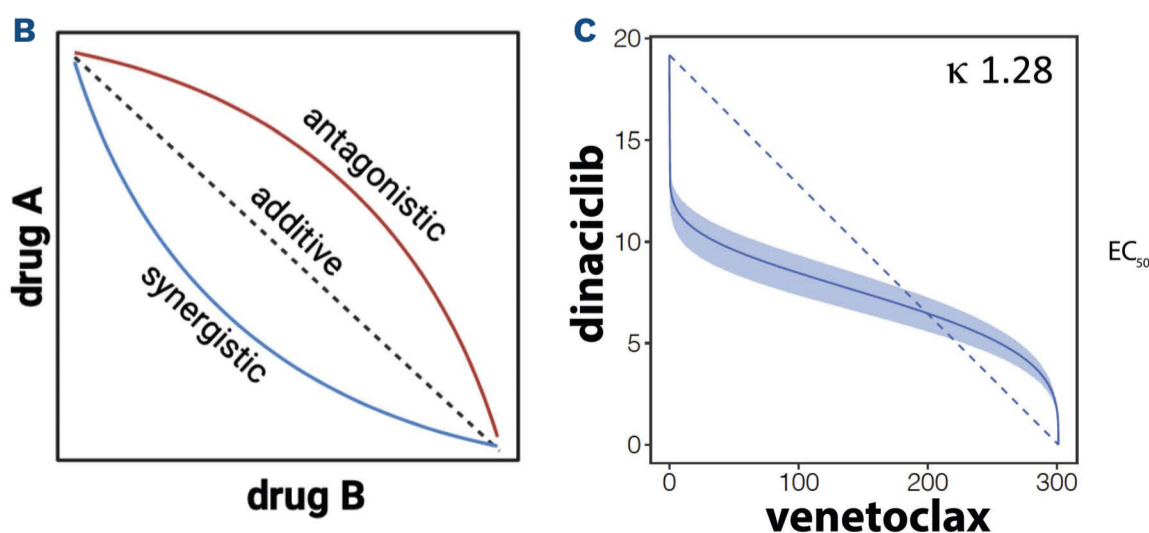 B
drug A
antagonistic
additive
synergistic
drug B
C
κ 1.28
dinaciclib
20
15
10
5
0
0 100 200 300
venetoclax
EC50